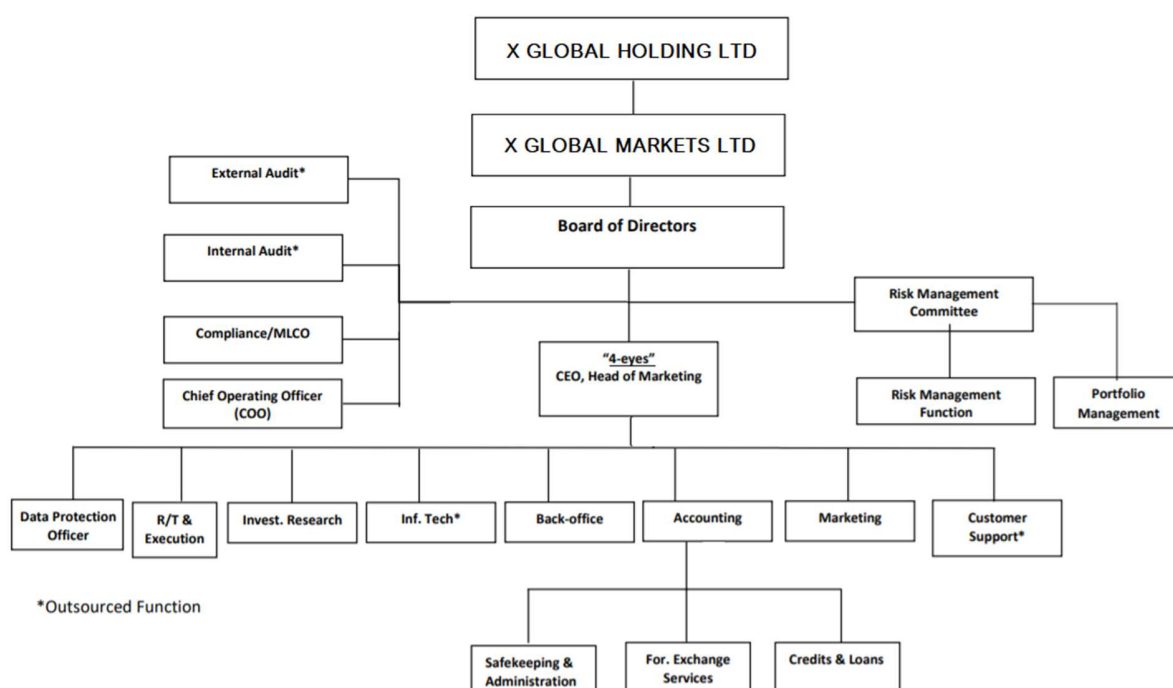 X GLOBAL HOLDING LTD
X GLOBAL MARKETS LTD
External Audit*
Board of Directors
Internal Audit*
Risk Management
Committee
Compliance/MLCO
"4-eyes"
CEO, Head of Marketing
Chief Operating Officer
(COO)
Risk Management
Function
Portfolio
Management
Data Protection
Officer
R/T &
Execution
Invest. Research
Inf. Tech*
Back-office
Accounting
Marketing
Customer
Support*
*Outsourced Function
Safekeeping &
Administration
For. Exchange
Services
Credits & Loans